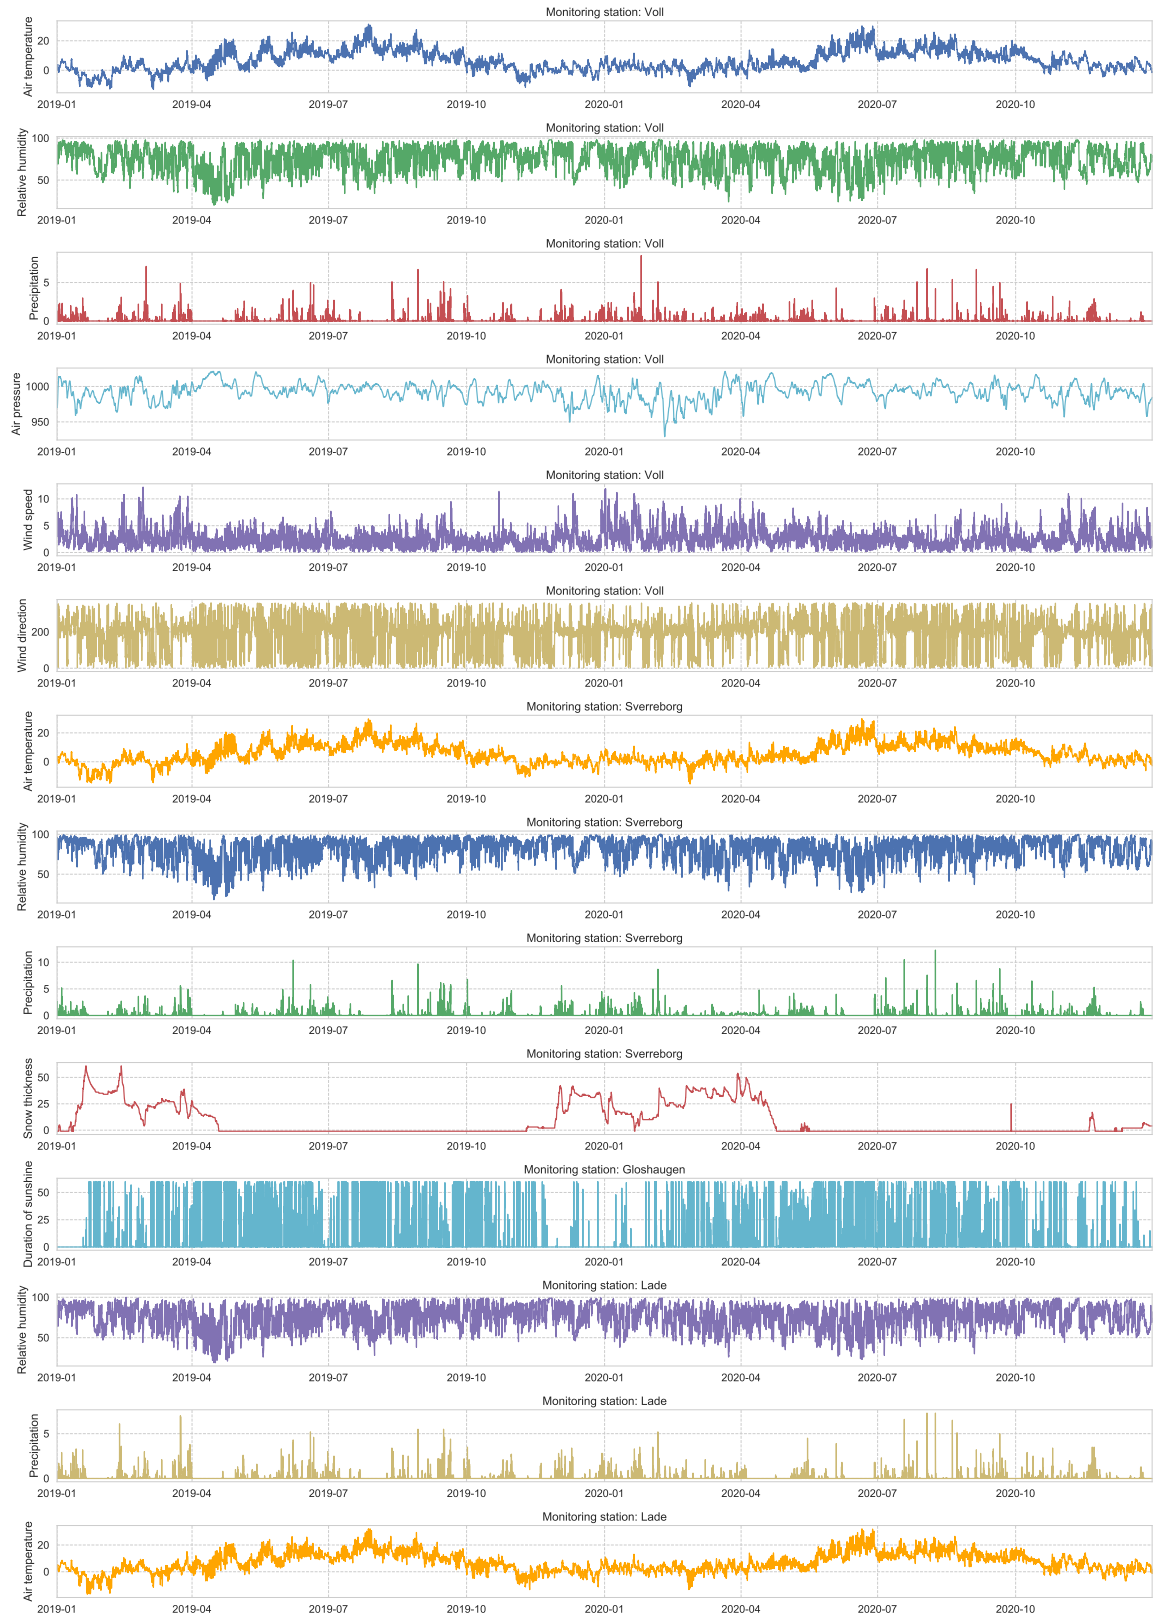 Monitoring station: Voll
Air temperature
20
0
2019-01 2019-04 2019-07 2019-10 2020-01 2020-04 2020-07 2020-10
Monitoring station: Voll
Relative humidity
100
50
2019-01 2019-04 2019-07 2019-10 2020-01 2020-04 2020-07 2020-10
Monitoring station: Voll
Precipitation
5
0
2019-01 2019-04 2019-07 2019-10 2020-01 2020-04 2020-07 2020-10
Monitoring station: Voll
Air pressure
1000
950
2019-01 2019-04 2019-07 2019-10 2020-01 2020-04 2020-07 2020-10
Monitoring station: Voll
Wind speed
10
5
0
2019-01 2019-04 2019-07 2019-10 2020-01 2020-04 2020-07 2020-10
Monitoring station: Voll
Wind direction
200
0
2019-01 2019-04 2019-07 2019-10 2020-01 2020-04 2020-07 2020-10
Monitoring station: Sverreborg
Air temperature
20
0
2019-01 2019-04 2019-07 2019-10 2020-01 2020-04 2020-07 2020-10
Monitoring station: Sverreborg
Relative humidity
100
50
2019-01 2019-04 2019-07 2019-10 2020-01 2020-04 2020-07 2020-10
Monitoring station: Sverreborg
Precipitation
10
5
0
2019-01 2019-04 2019-07 2019-10 2020-01 2020-04 2020-07 2020-10
Monitoring station: Sverreborg
Snow thickness
50
25
0
2019-01 2019-04 2019-07 2019-10 2020-01 2020-04 2020-07 2020-10
Monitoring station: Gloshaugen
Duration of sunshine
50
25
0
2019-01 2019-04 2019-07 2019-10 2020-01 2020-04 2020-07 2020-10
Monitoring station: Lade
Relative humidity
100
50
2019-01 2019-04 2019-07 2019-10 2020-01 2020-04 2020-07 2020-10
Monitoring station: Lade
Precipitation
5
0
2019-01 2019-04 2019-07 2019-10 2020-01 2020-04 2020-07 2020-10
Monitoring station: Lade
Air temperature
20
0
2019-01 2019-04 2019-07 2019-10 2020-01 2020-04 2020-07 2020-10